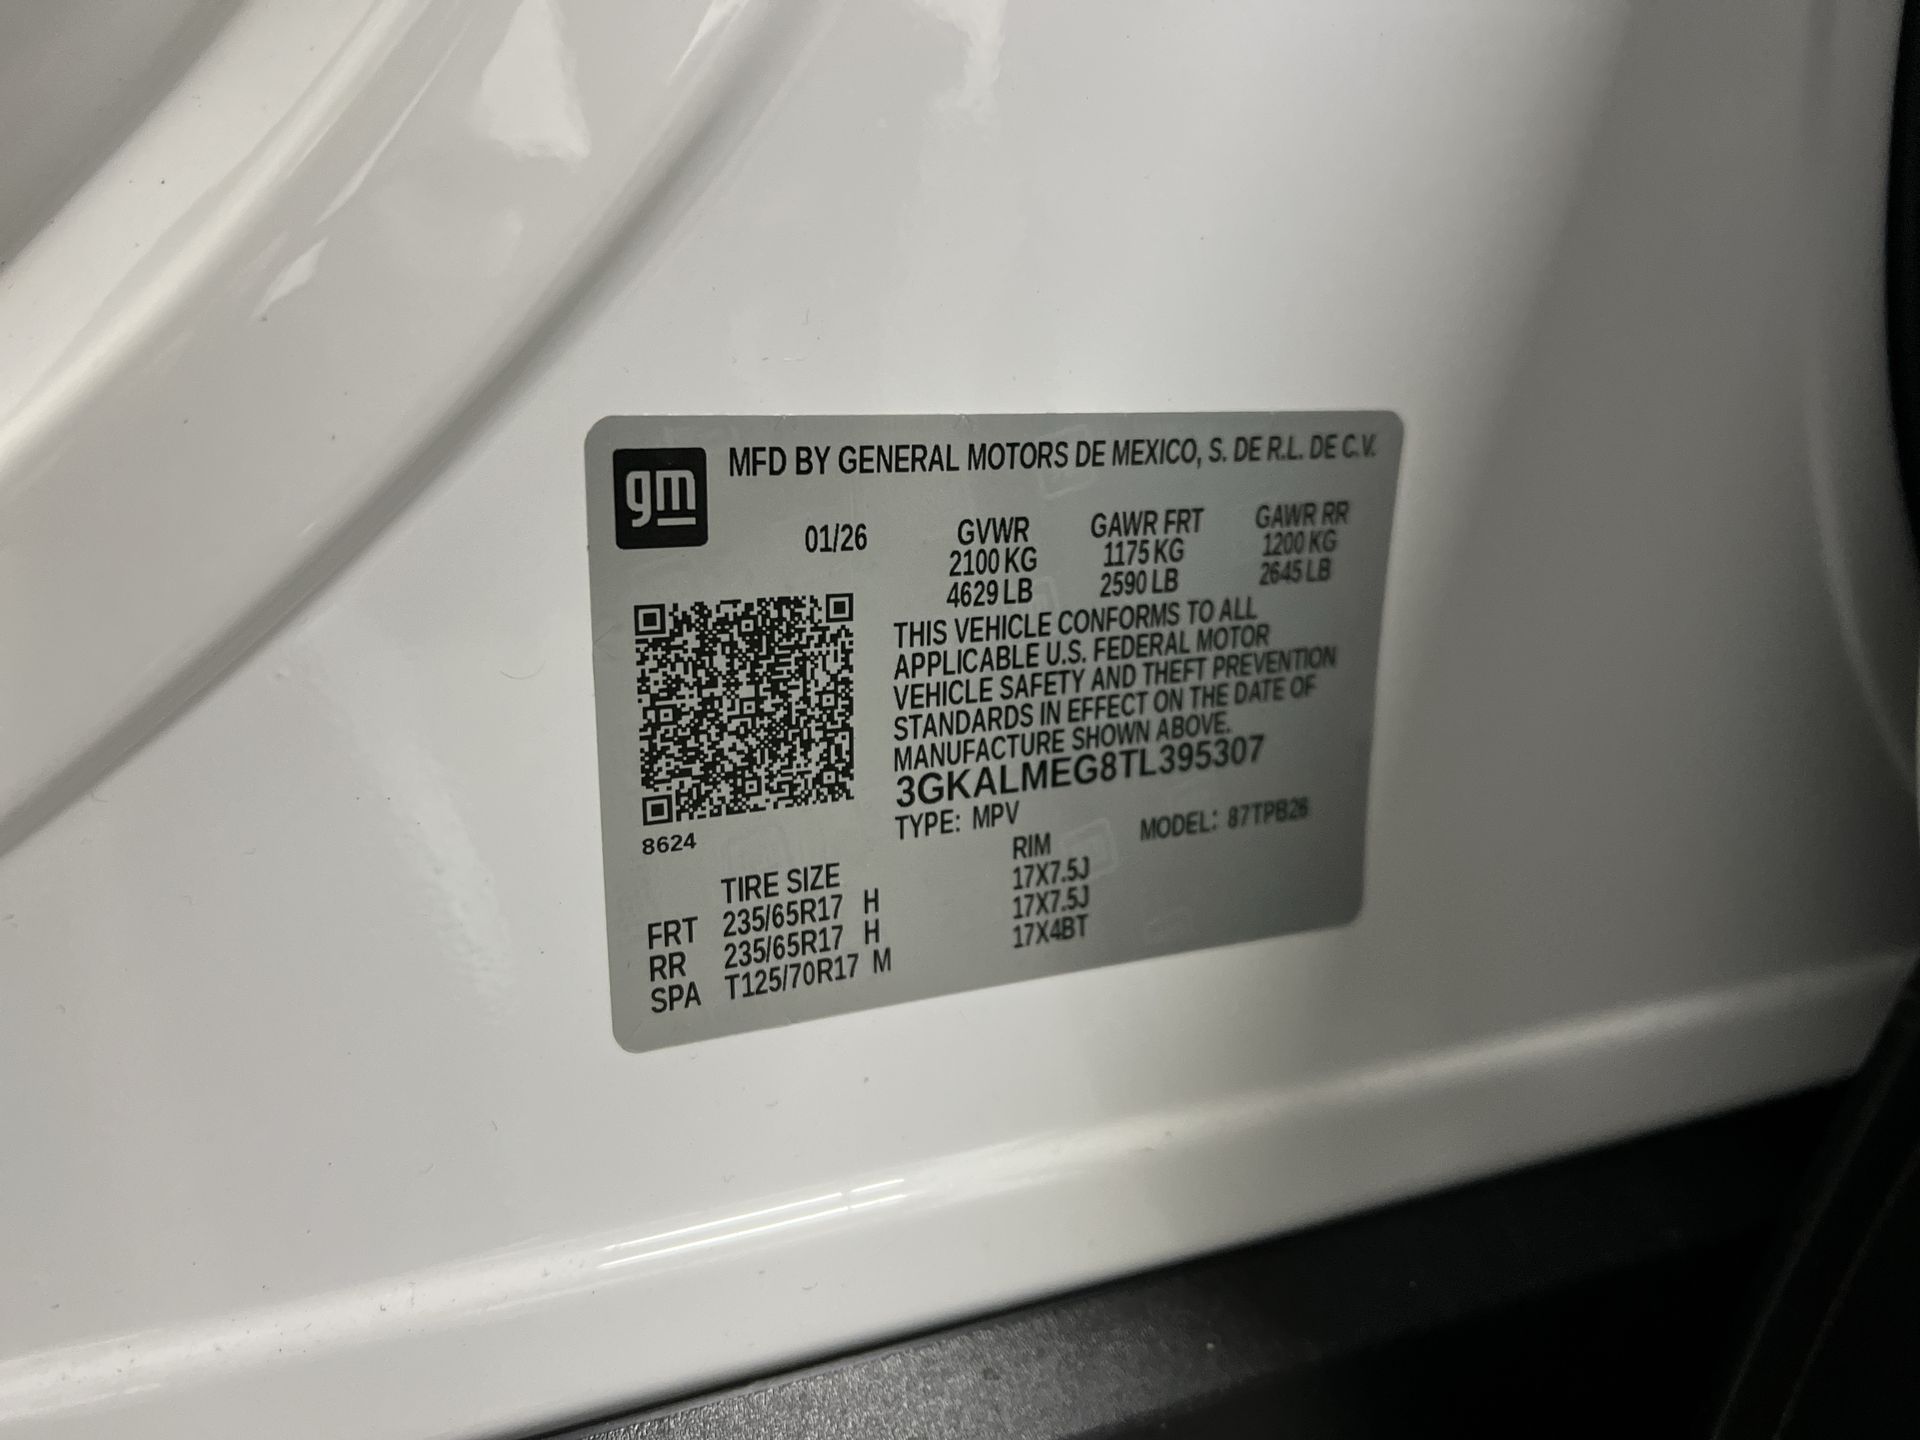 gm
MFD BY GENERAL MOTORS DE MEXICO, S. DE R.L. DE C.V.
01/26 GVWR GAWR FRT GAWR RR
2100 KG 1175 KG 1200 KG
4629 LB 2590 LB 2645 LB
THIS VEHICLE CONFORMS TO ALL
APPLICABLE U.S. FEDERAL MOTOR
VEHICLE SAFETY AND THEFT PREVENTION
STANDARDS IN EFFECT ON THE DATE OF
MANUFACTURE SHOWN ABOVE.
3GKALMEG8TL395307
TYPE: MPV MODEL: 87TPB26
8624
TIRE SIZE RIM
FRT 235/65R17 H 17X7.5J
RR 235/65R17 H 17X7.5J
SPA T125/70R17 M 17X4BT